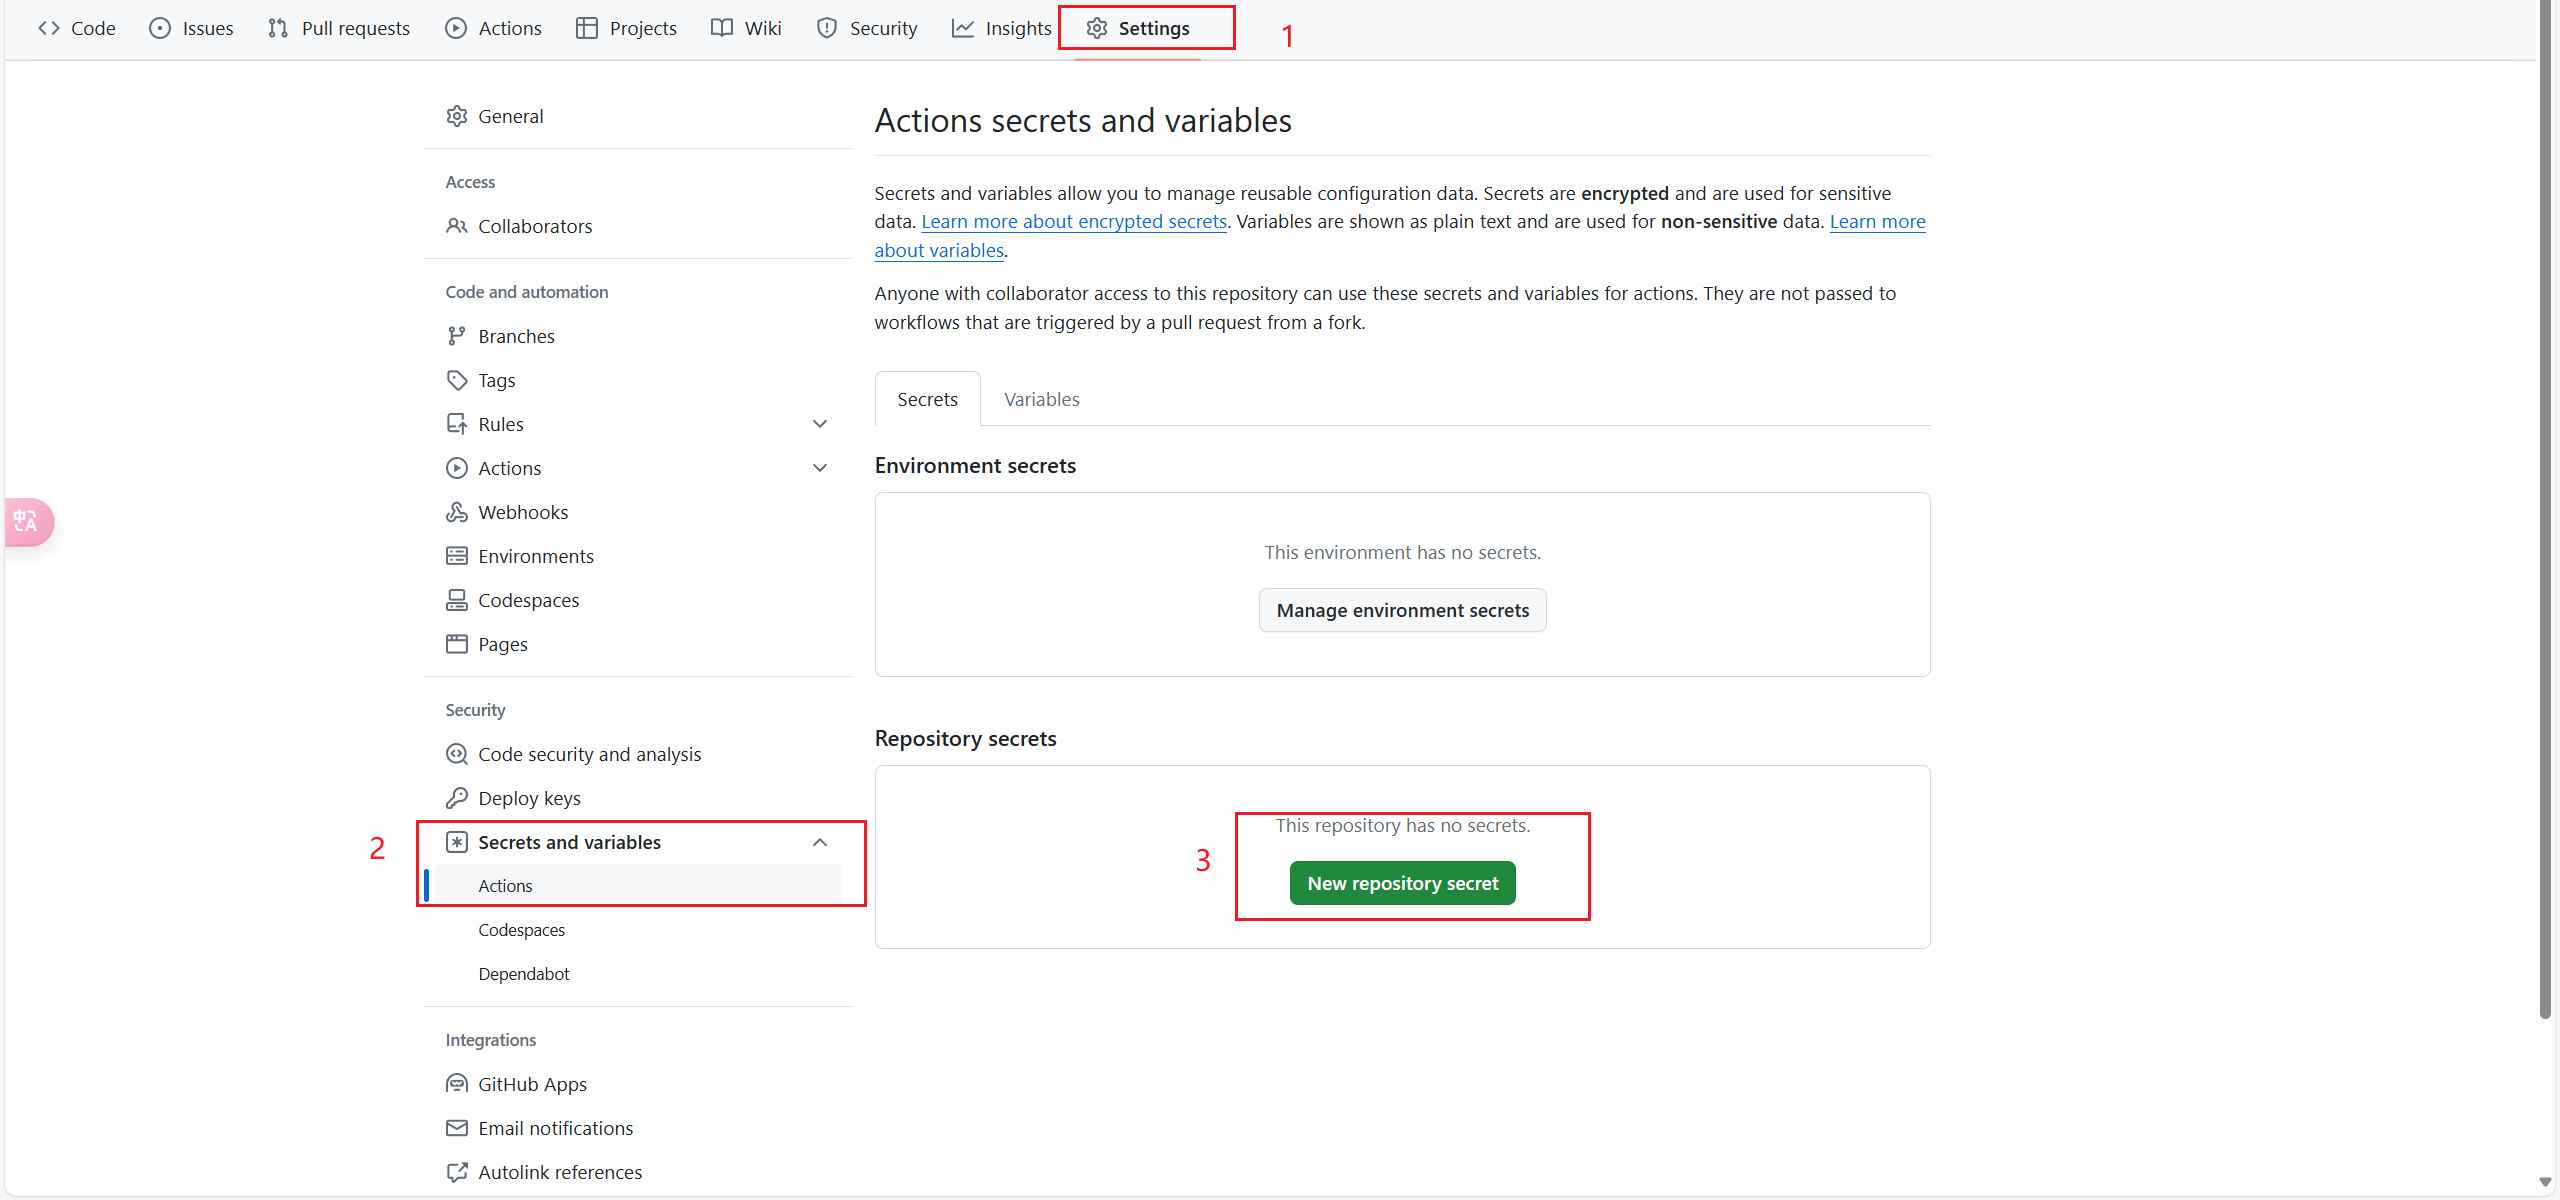 Code Issues Pull requests Actions Projects Wiki Security Insights Settings 1
General
Access
Collaborators
Code and automation
Branches
Tags
Rules
Actions
Webhooks
Environments
Codespaces
Pages
Security
Code security and analysis
Deploy keys
2 Secrets and variables
Actions
Codespaces
Dependabot
Integrations
GitHub Apps
Email notifications
Autolink references
Actions secrets and variables
Secrets and variables allow you to manage reusable configuration data. Secrets are encrypted and are used for sensitive
data. Learn more about encrypted secrets. Variables are shown as plain text and are used for non-sensitive data. Learn more
about variables.
Anyone with collaborator access to this repository can use these secrets and variables for actions. They are not passed to
workflows that are triggered by a pull request from a fork.
Secrets Variables
Environment secrets
This environment has no secrets.
Manage environment secrets
Repository secrets
This repository has no secrets.
3 New repository secret
中A